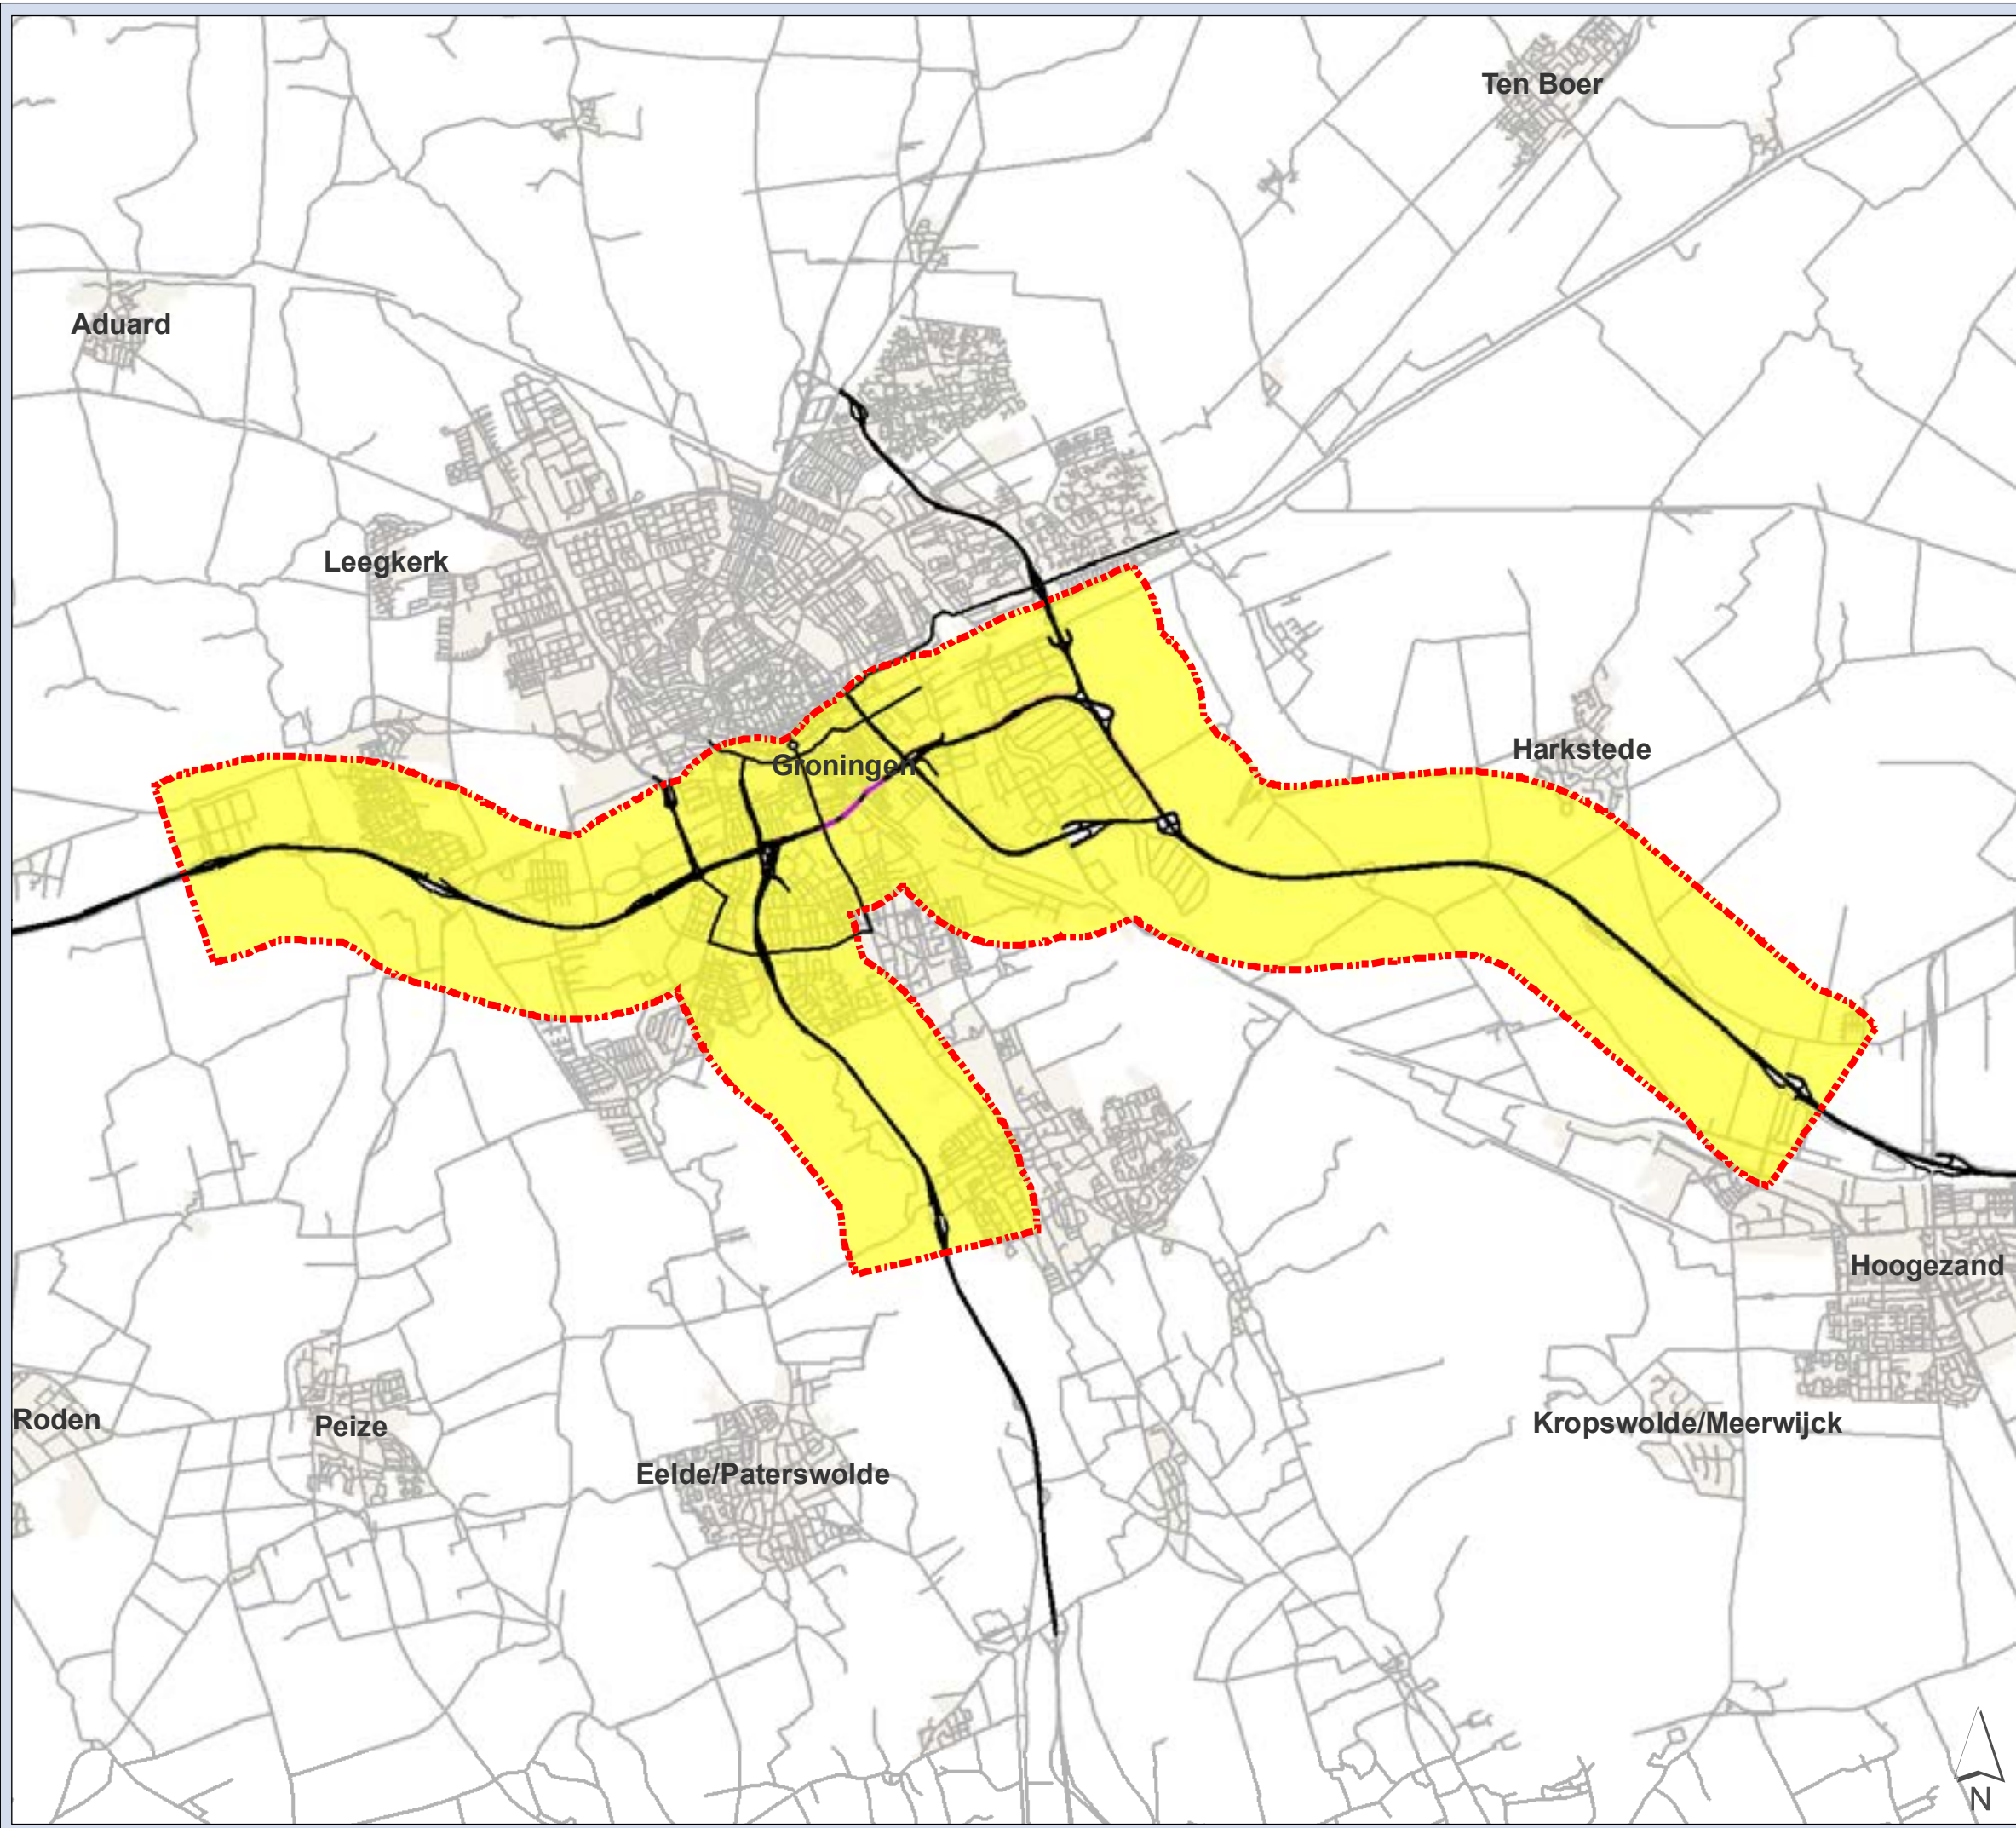 Ten Boer
Aduard
Leegkerk
Harkstede
Groningen
Hoogezand
Roden
Peize
Kropswolde/Meerwijck
Eelde/Paterswolde
N